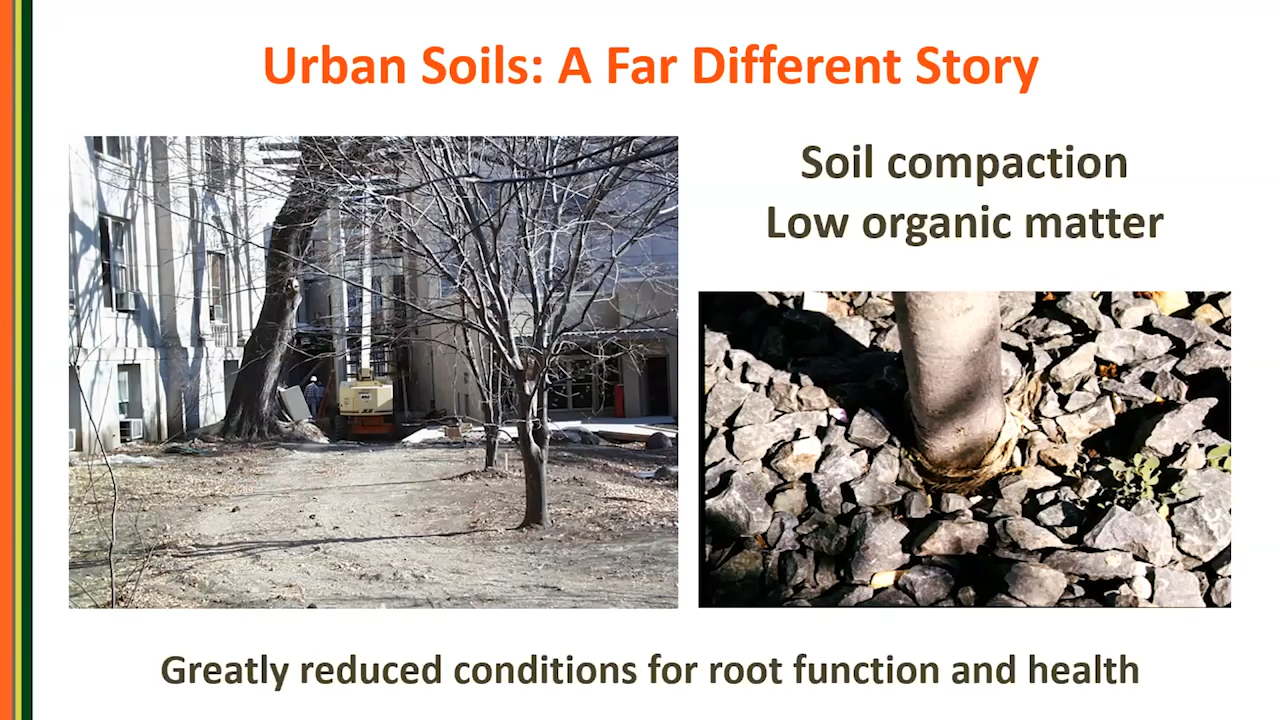 Urban Soils: A Far Different Story
Soil compaction
Low organic matter
Greatly reduced conditions for root function and health